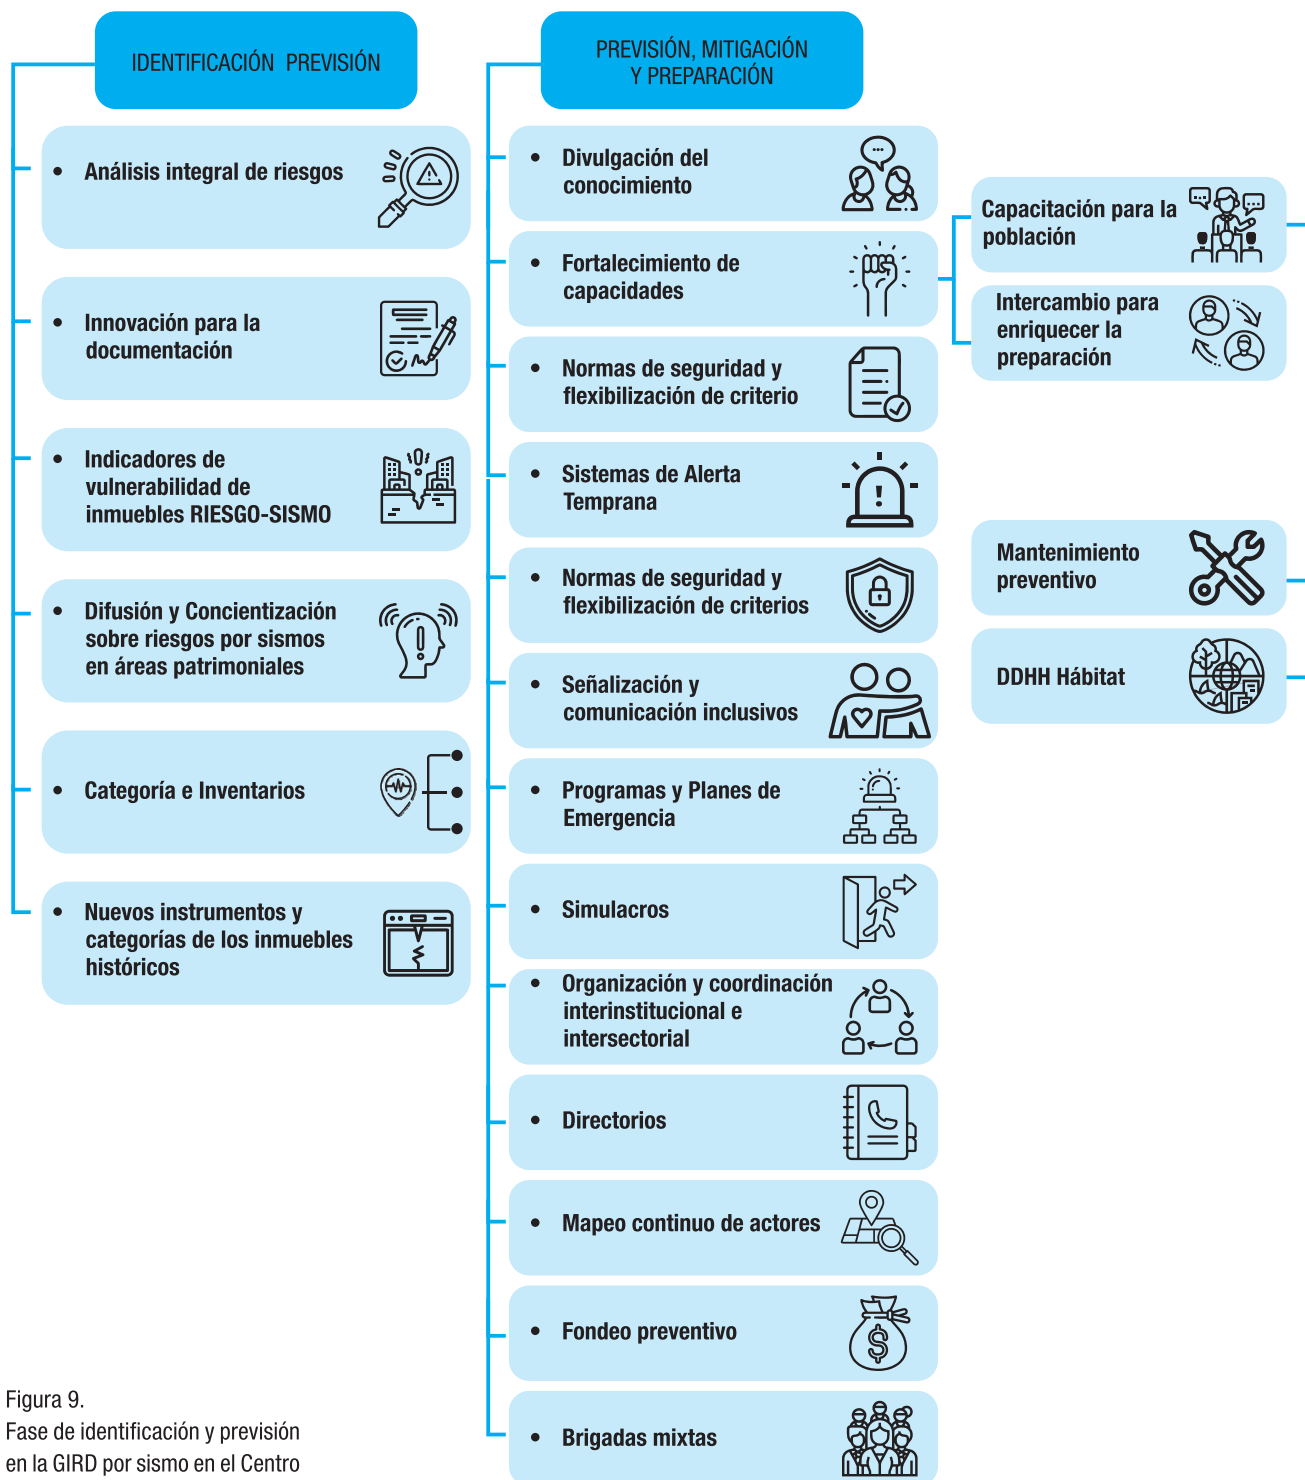 IDENTIFICACIÓN PREVISIÓN
Análisis integral de riesgos
Innovación para la
documentación
Indicadores de
vulnerabilidad de
inmuebles RIESGO-SISMO
Difusión y Concientización
sobre riesgos por sismos
en áreas patrimoniales
Categoría e Inventarios
Nuevos instrumentos y
categorías de los inmuebles
históricos
PREVISIÓN, MITIGACIÓN
Y PREPARACIÓN
Divulgación del
conocimiento
Fortalecimiento de
capacidades
Normas de seguridad y
flexibilización de criterio
Sistemas de Alerta
Temprana
Normas de seguridad y
flexibilización de criterios
Señalización y
comunicación inclusivos
Programas y Planes de
Emergencia
Simulacros
Organización y coordinación
interinstitucional e
intersectorial
Directorios
Mapeo continuo de actores
Fondeo preventivo
Brigadas mixtas
Capacitación para la
población
Intercambio para
enriquecer la
preparación
Mantenimiento
preventivo
DDHH Hábitat
Figura 9.
Fase de identificación y previsión
en la GIRD por sismo en el Centro